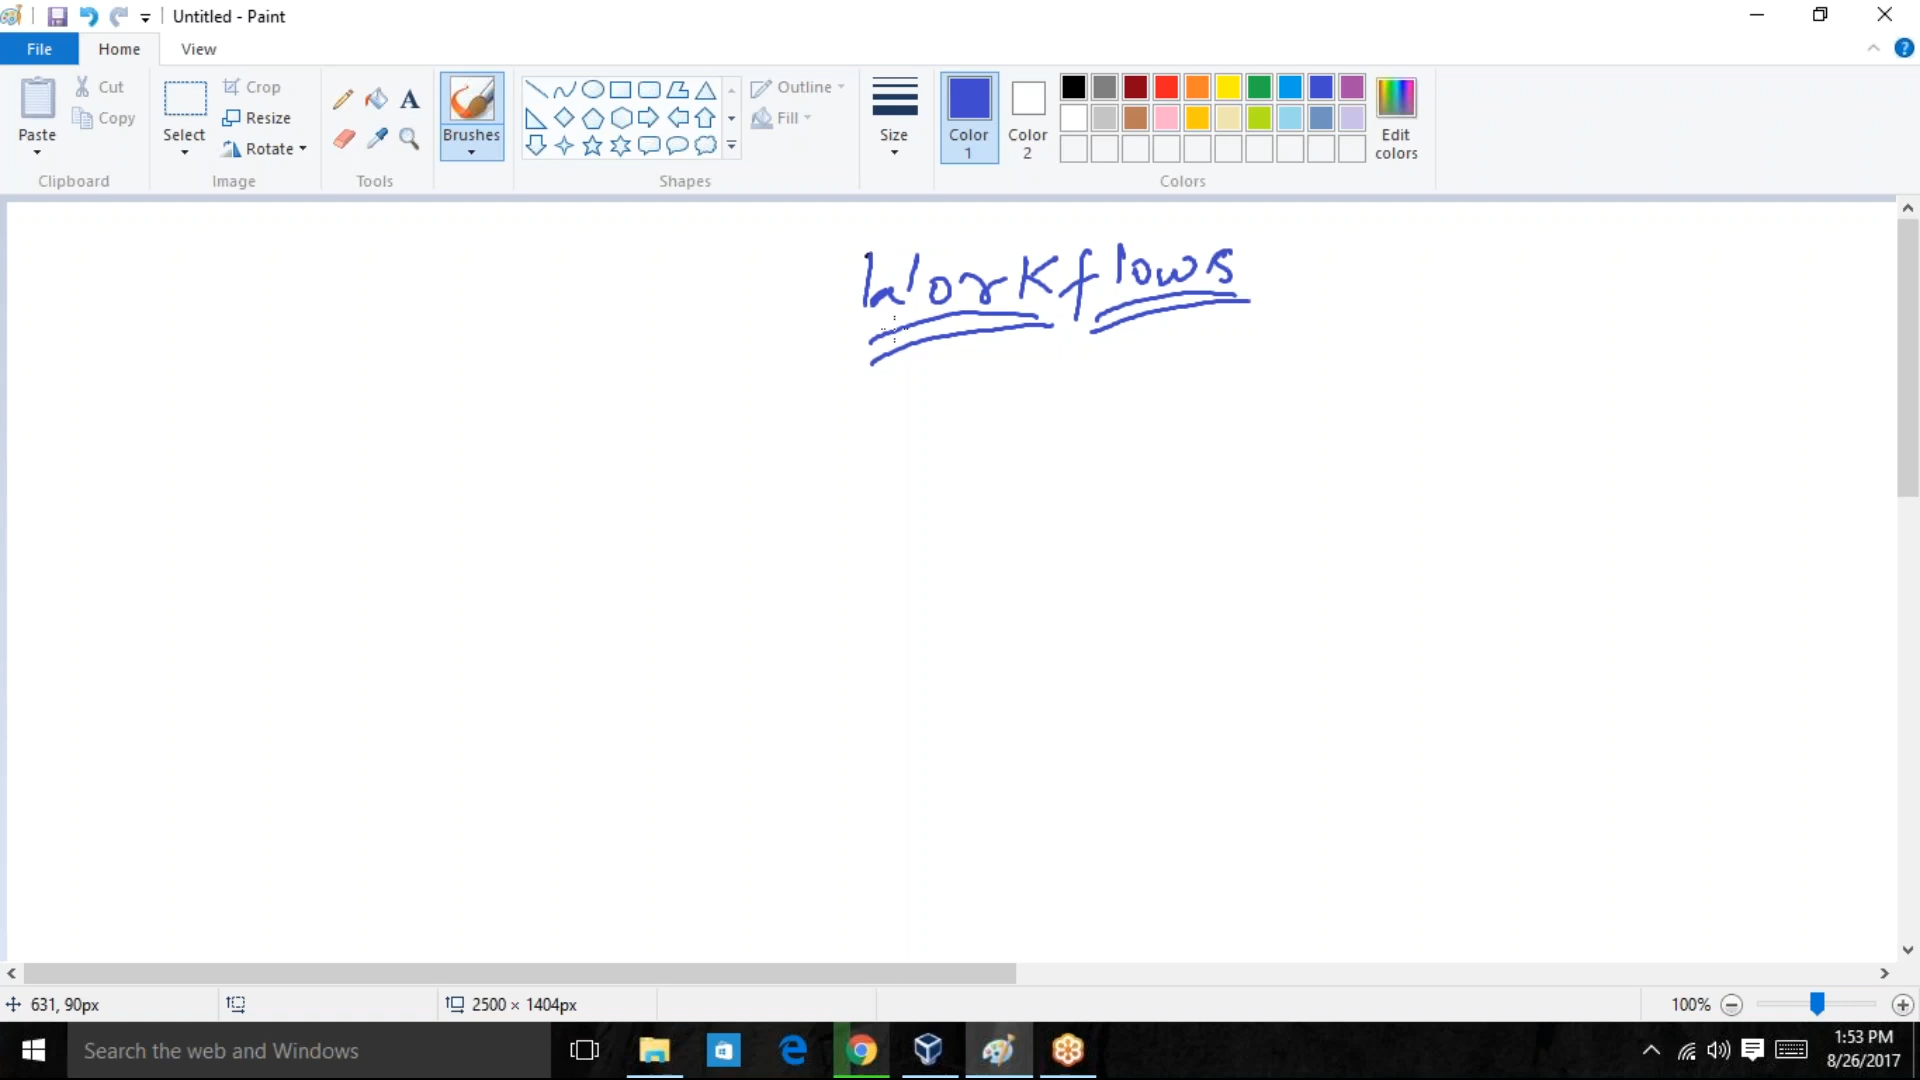 Untitled - Paint
File Home View
Paste
Cut
Copy
Clipboard
Select
Crop
Resize
Rotate
Image
A
Tools
Brushes
Outline
Fill
Shapes
Size
Color 1
Color 2
Edit colors
Colors
?
Workflows
631, 90px
2500 × 1404px
100%
Search the web and Windows
e
1:53 PM
8/26/2017